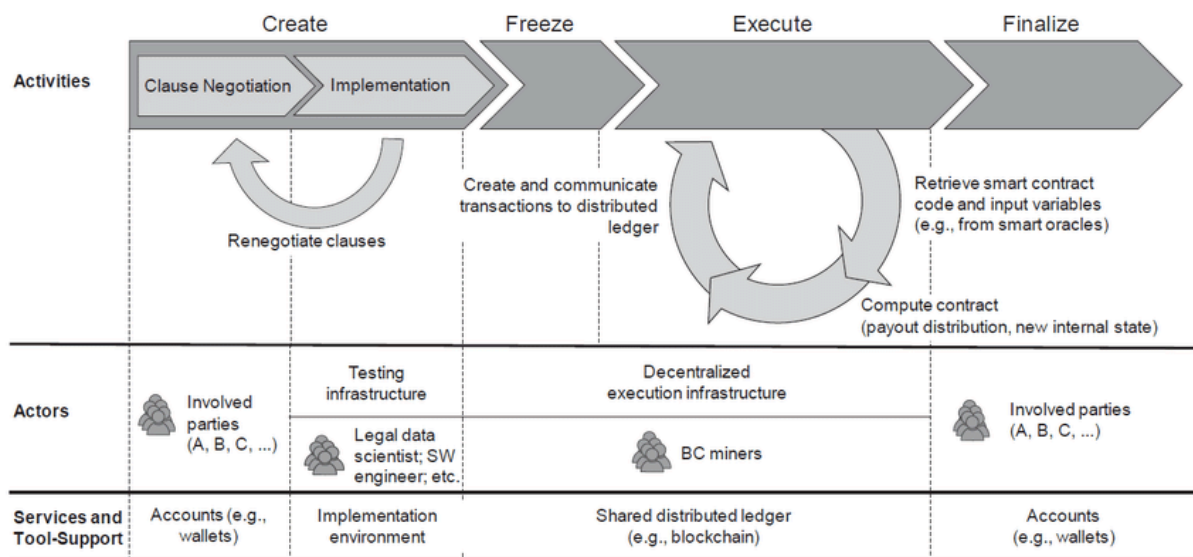 Create
Freeze
Execute
Finalize
Activities
Clause Negotiation
Implementation
Renegotiate clauses
Create and communicate
transactions to distributed
ledger
Retrieve smart contract
code and input variables
(e.g., from smart oracles)
Compute contract
(payout distribution, new internal state)
Actors
Involved
parties
(A, B, C, ...)
Testing
infrastructure
Legal data
scientist; SW
engineer; etc.
Decentralized
execution infrastructure
BC miners
Involved parties
(A, B, C, ...)
Services and
Tool-Support
Accounts (e.g.,
wallets)
Implementation
environment
Shared distributed ledger
(e.g., blockchain)
Accounts
(e.g., wallets)